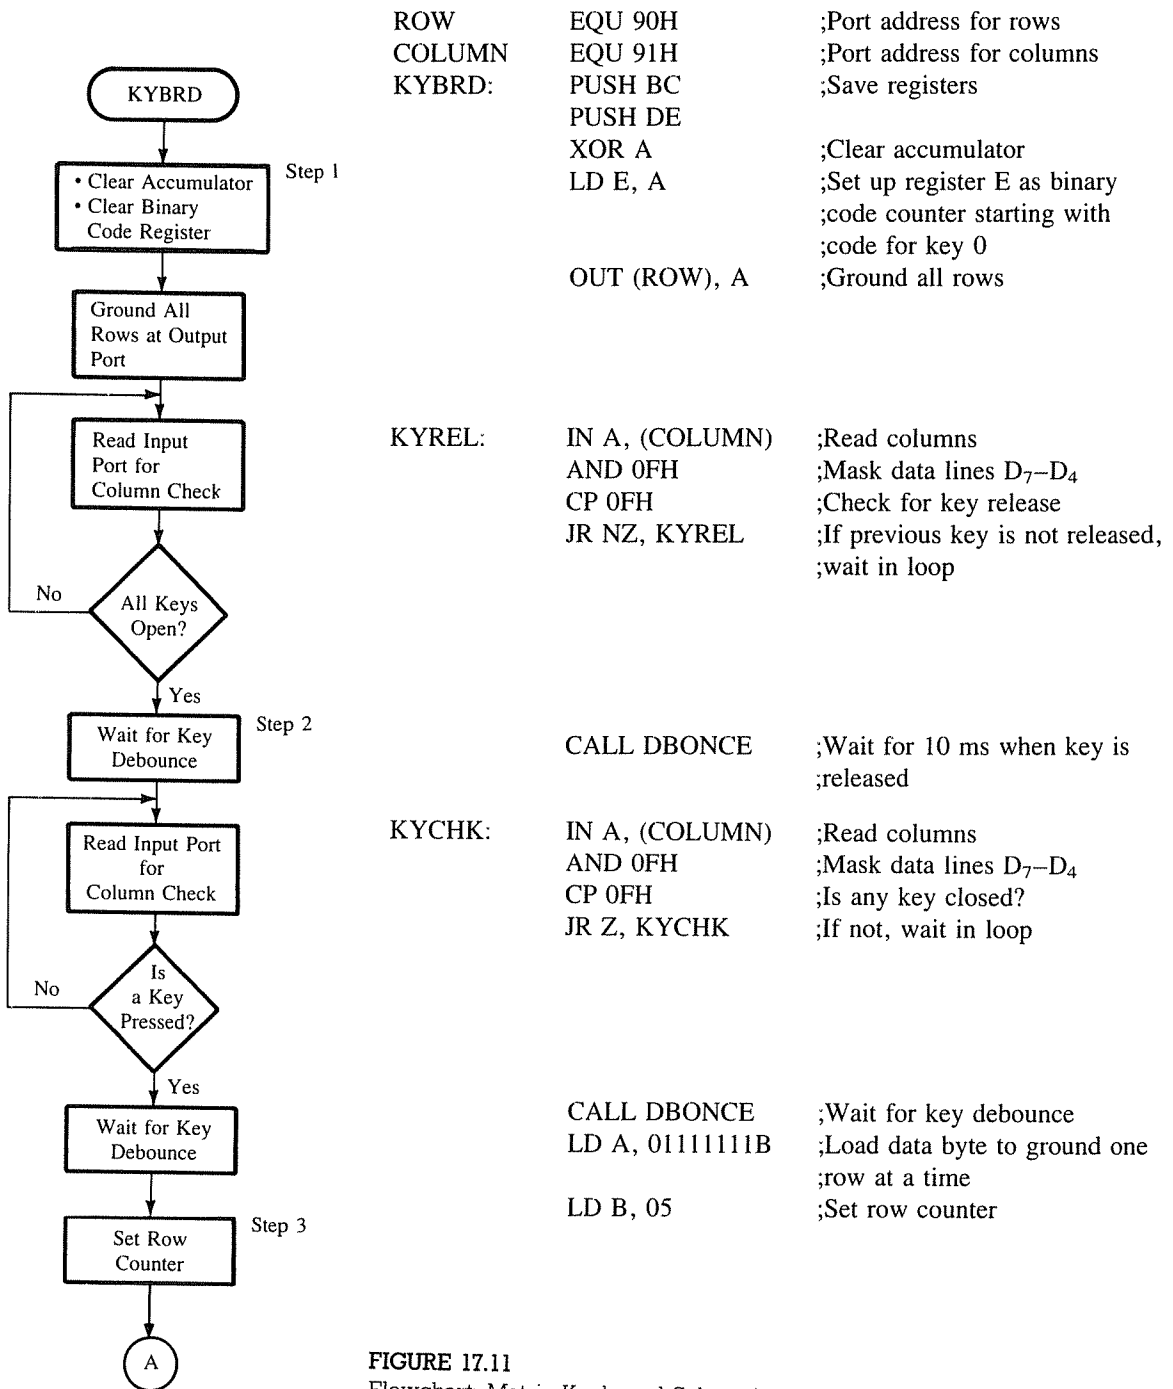 ROW EQU 90H ;Port address for rows
COLUMN EQU 91H ;Port address for columns
KYBRD: PUSH BC ;Save registers
PUSH DE
XOR A ;Clear accumulator
LD E, A ;Set up register E as binary
;code counter starting with
;code for key 0
OUT (ROW), A ;Ground all rows
KYREL: IN A, (COLUMN) ;Read columns
AND 0FH ;Mask data lines D₇–D₄
CP 0FH ;Check for key release
JR NZ, KYREL ;If previous key is not released,
;wait in loop
CALL DBONCE ;Wait for 10 ms when key is
;released
KYCHK: IN A, (COLUMN) ;Read columns
AND 0FH ;Mask data lines D₇–D₄
CP 0FH ;Is any key closed?
JR Z, KYCHK ;If not, wait in loop
CALL DBONCE ;Wait for key debounce
LD A, 01111111B ;Load data byte to ground one
;row at a time
LD B, 05 ;Set row counter
KYBRD
Step 1
• Clear Accumulator
• Clear Binary
Code Register
Ground All
Rows at Output
Port
Read Input
Port for
Column Check
No
All Keys
Open?
Yes
Step 2
Wait for Key
Debounce
Read Input Port
for
Column Check
No
Is
a Key
Pressed?
Yes
Wait for Key
Debounce
Step 3
Set Row
Counter
A
FIGURE 17.11